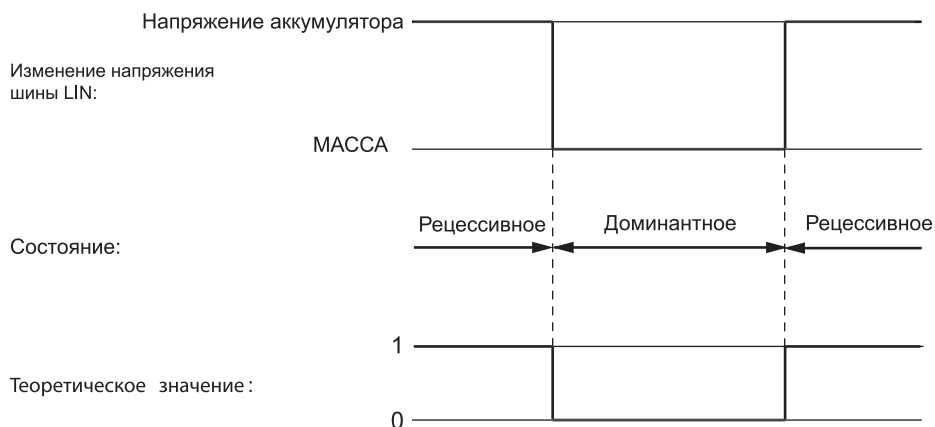 Напряжение аккумулятора
Изменение напряжения
шины LIN:
МАССА
Рецессивное Доминантное Рецессивное
Состояние:
1
Теоретическое значение:
0